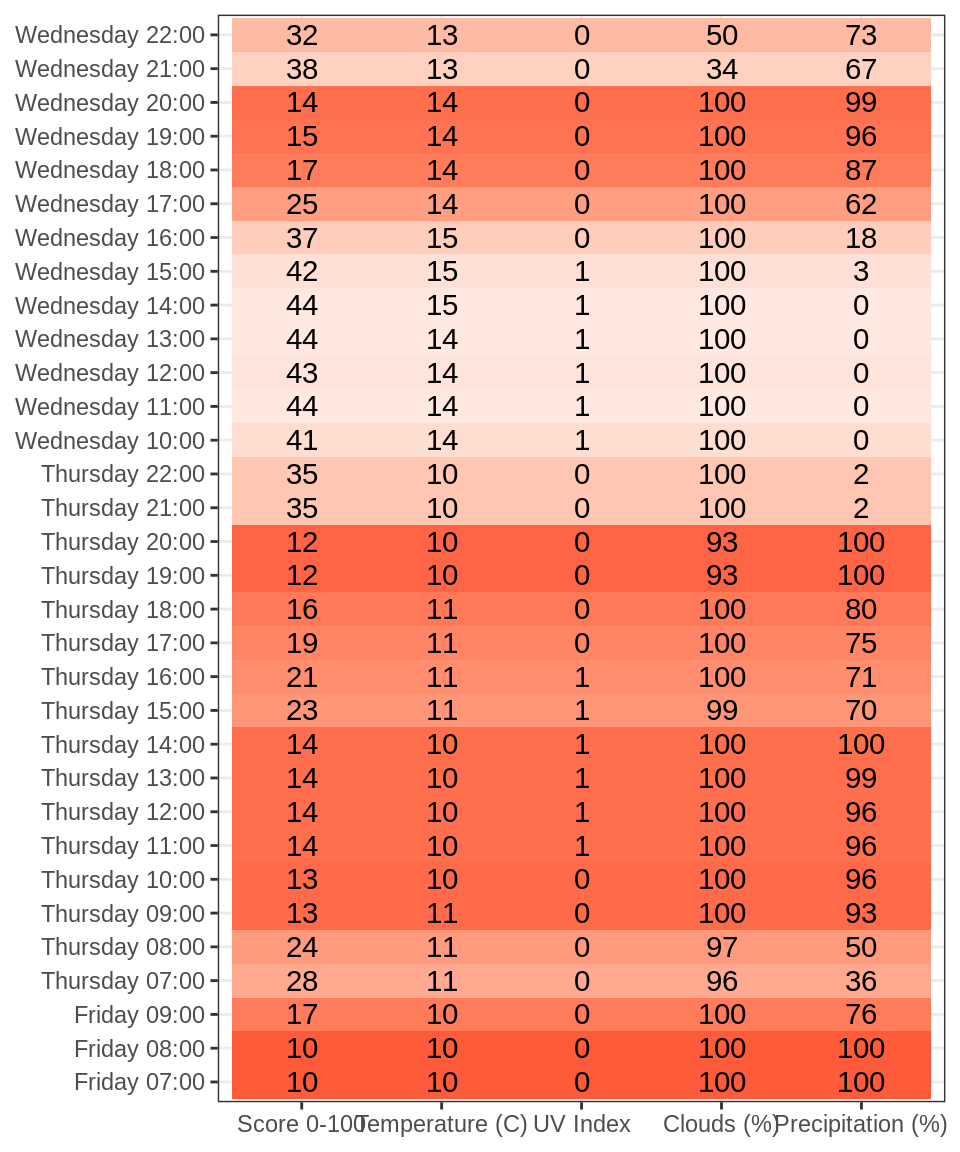 Wednesday 22:00 32 13 0 50 73
Wednesday 21:00 38 13 0 34 67
Wednesday 20:00 14 14 0 100 99
Wednesday 19:00 15 14 0 100 96
Wednesday 18:00 17 14 0 100 87
Wednesday 17:00 25 14 0 100 62
Wednesday 16:00 37 15 0 100 18
Wednesday 15:00 42 15 1 100 3
Wednesday 14:00 44 15 1 100 0
Wednesday 13:00 44 14 1 100 0
Wednesday 12:00 43 14 1 100 0
Wednesday 11:00 44 14 1 100 0
Wednesday 10:00 41 14 1 100 0
Thursday 22:00 35 10 0 100 2
Thursday 21:00 35 10 0 100 2
Thursday 20:00 12 10 0 93 100
Thursday 19:00 12 10 0 93 100
Thursday 18:00 16 11 0 100 80
Thursday 17:00 19 11 0 100 75
Thursday 16:00 21 11 1 100 71
Thursday 15:00 23 11 1 99 70
Thursday 14:00 14 10 1 100 100
Thursday 13:00 14 10 1 100 99
Thursday 12:00 14 10 1 100 96
Thursday 11:00 14 10 1 100 96
Thursday 10:00 13 10 0 100 96
Thursday 09:00 13 11 0 100 93
Thursday 08:00 24 11 0 97 50
Thursday 07:00 28 11 0 96 36
Friday 09:00 17 10 0 100 76
Friday 08:00 10 10 0 100 100
Friday 07:00 10 10 0 100 100
Score 0-100 Temperature (C) UV Index Clouds (%) Precipitation (%)